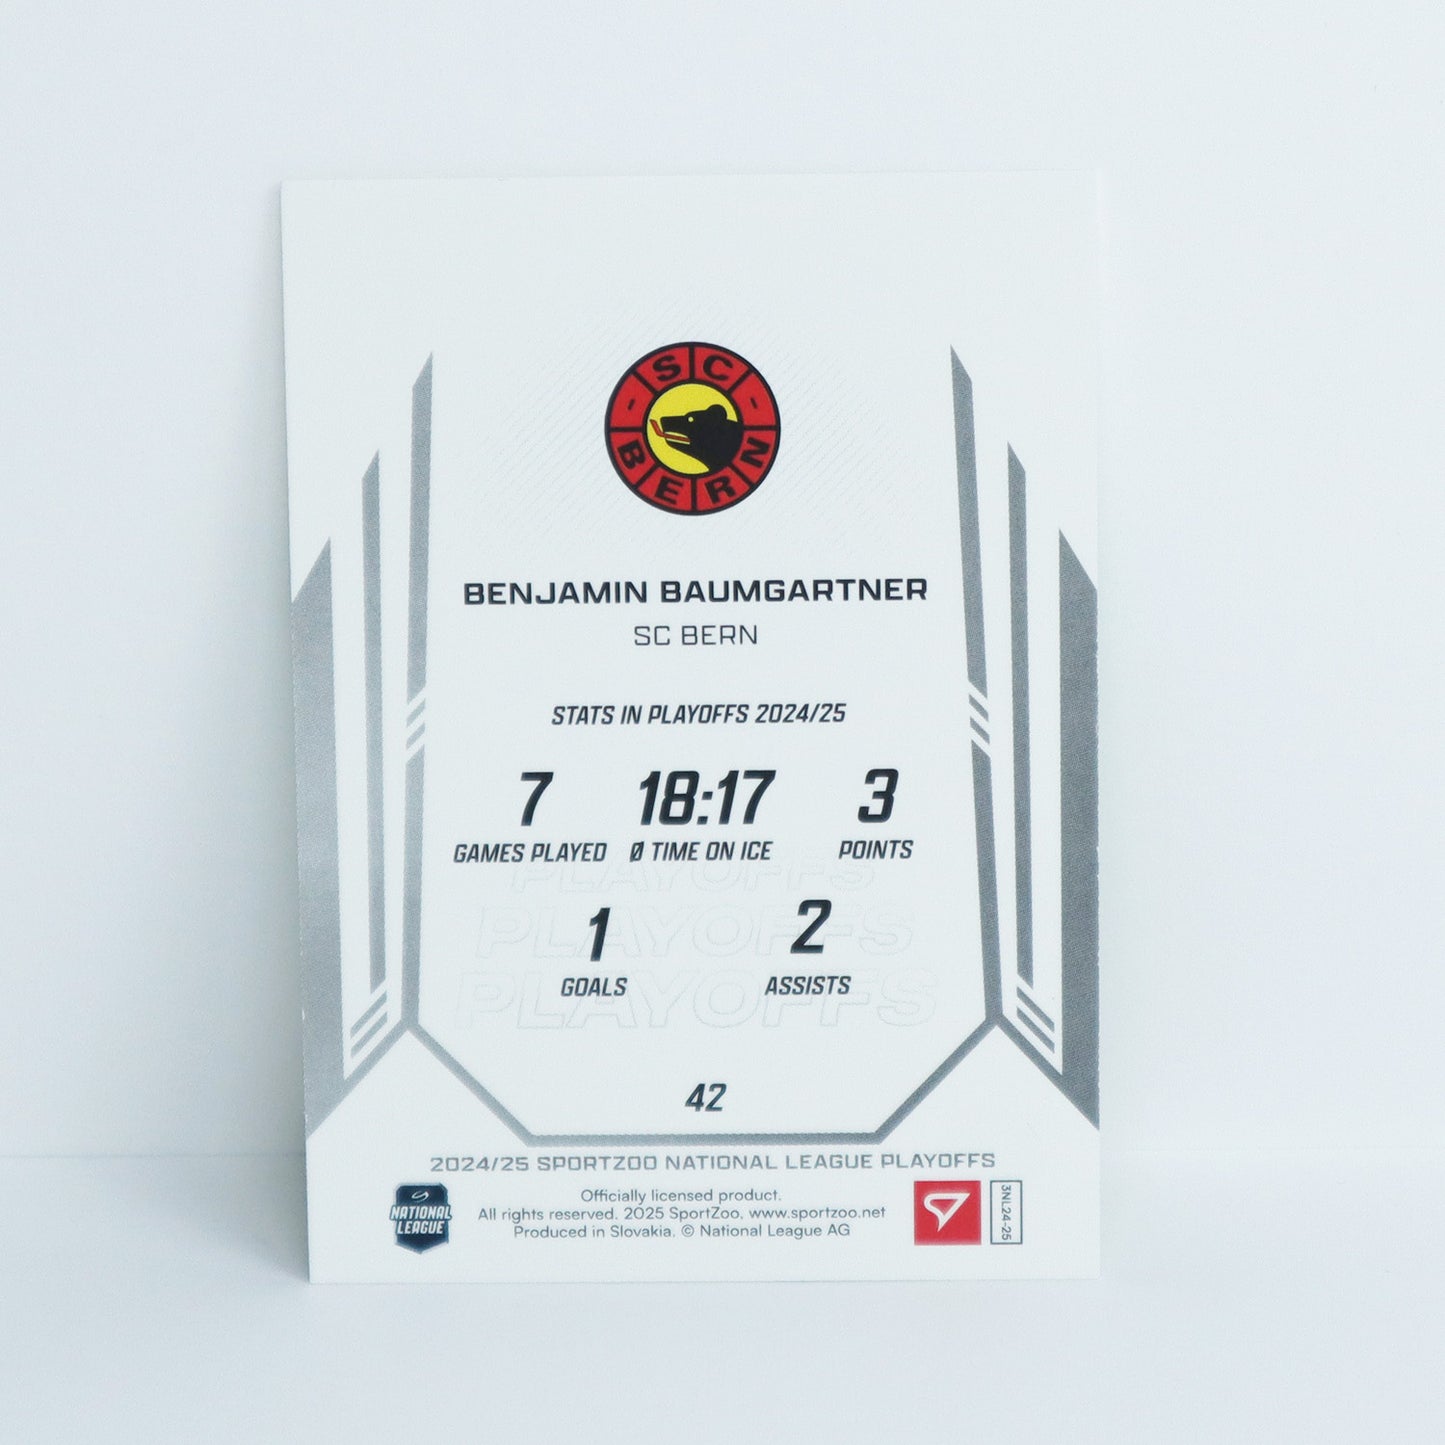 SC
BERN
BENJAMIN BAUMGARTNER
SC BERN
STATS IN PLAYOFFS 2024/25
7 18:17 3
GAMES PLAYED Ø TIME ON ICE POINTS
PLAYOFFS
1 2
PLAYOFFS
GOALS ASSISTS
PLAYOFFS
42
2024/25 SPORTZOO NATIONAL LEAGUE PLAYOFFS
NATIONAL
LEAGUE
Officially licensed product.
All rights reserved. 2025 SportZoo, www.sportzoo.net
Produced in Slovakia. © National League AG
3NL24-25